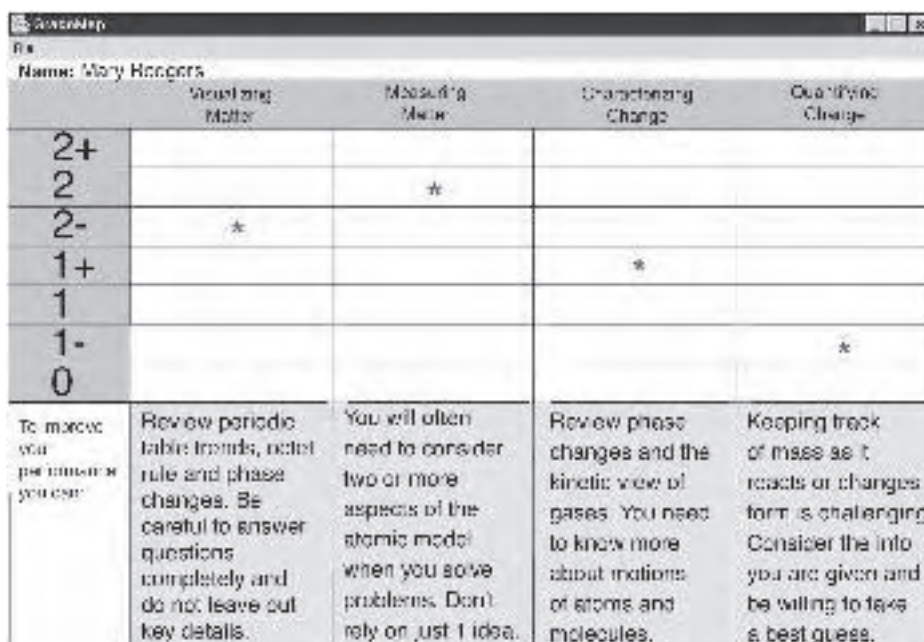 GradeMap
File
Name: Mary Rodgers
Visualizing Matter
Measuring Matter
Characterizing Change
Quantifying Change
2+
2
*
2-
*
1+
*
1
1-
*
0
To improve
your
performance
you can:
Review periodic
table trends, octet
rule and phase
changes. Be
careful to answer
questions
completely and
do not leave out
key details.
You will often
need to consider
two or more
aspects of the
atomic model
when you solve
problems. Don't
rely on just 1 idea.
Review phase
changes and the
kinetic view of
gases. You need
to know more
about motions
of atoms and
molecules.
Keeping track
of mass as it
reacts or changes
form is challenging
Consider the info
you are given and
be willing to take
a best guess.